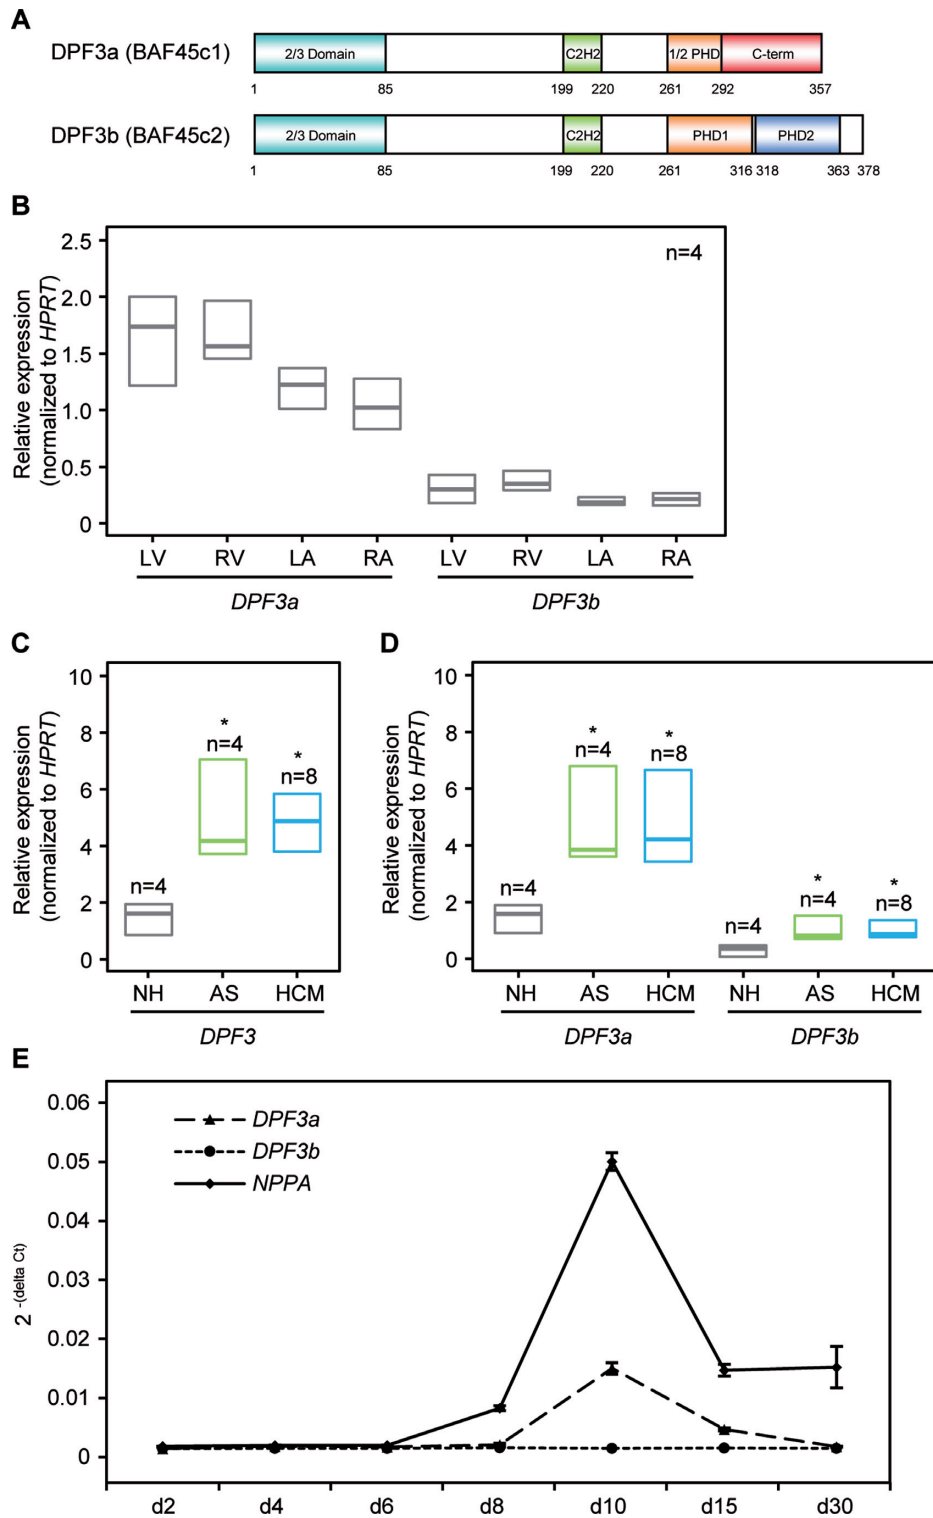 A
DPF3a (BAF45c1)
2/3 Domain
C2H2
1/2 PHD
C-term
1 85 199 220 261 292 357
DPF3b (BAF45c2)
2/3 Domain
C2H2
PHD1
PHD2
1 85 199 220 261 316 318 363 378
B
Relative expression
(normalized to HPRT)
2.5
2.0
1.5
1.0
0.5
0
n=4
LV RV LA RA LV RV LA RA
DPF3a DPF3b
C
Relative expression
(normalized to HPRT)
10
8
6
4
2
0
*
n=4
*
n=8
n=4
NH AS HCM
DPF3
D
Relative expression
(normalized to HPRT)
10
8
6
4
2
0
*
n=4
*
n=8
n=4
*
n=4
*
n=8
n=4
NH AS HCM NH AS HCM
DPF3a DPF3b
E
2 -(delta Ct)
0.06
0.05
0.04
0.03
0.02
0.01
0
DPF3a
DPF3b
NPPA
d2 d4 d6 d8 d10 d15 d30